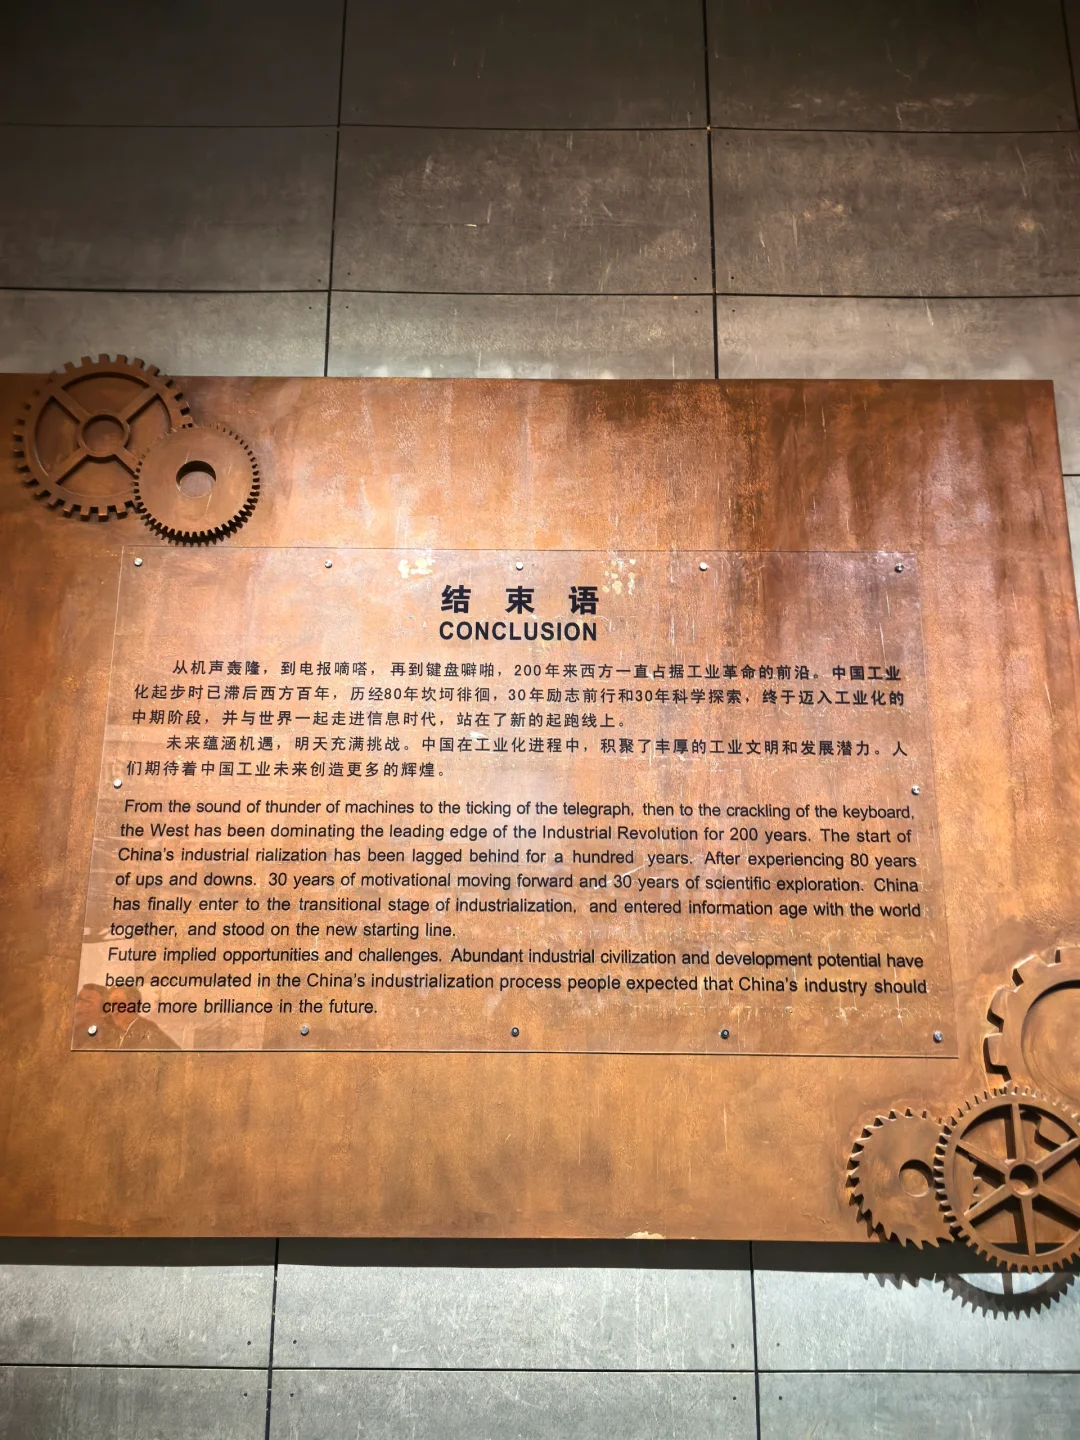 结束语
CONCLUSION
从机声轰隆，到电报嘀嗒，再到键盘噼啪，200年来西方一直占据工业革命的前沿。中国工业
化起步时已滞后西方百年，历经80年坎坷徘徊，30年励志前行和30年科学探索，终于迈入工业化的
中期阶段，并与世界一起走进信息时代，站在了新的起跑线上。
未来蕴涵机遇，明天充满挑战。中国在工业化进程中，积聚了丰厚的工业文明和发展潜力。人
们期待着中国工业未来创造更多的辉煌。
From the sound of thunder of machines to the ticking of the telegraph, then to the crackling of the keyboard,
the West has been dominating the leading edge of the Industrial Revolution for 200 years. The start of
China's industrial rialization has been lagged behind for a hundred years. After experiencing 80 years
of ups and downs. 30 years of motivational moving forward and 30 years of scientific exploration. China
has finally enter to the transitional stage of industrialization, and entered information age with the world
together, and stood on the new starting line.
Future implied opportunities and challenges. Abundant industrial civilization and development potential have
been accumulated in the China's industrialization process people expected that China's industry should
create more brilliance in the future.